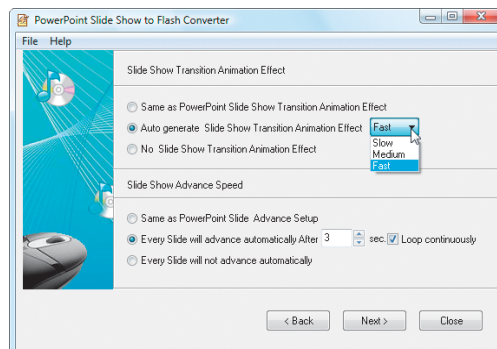 PowerPoint Slide Show to Flash Converter
File Help
Slide Show Transition Animation Effect
Same as PowerPoint Slide Show Transition Animation Effect
Auto generate Slide Show Transition Animation Effect Fast
Slow
No Slide Show Transition Animation Effect
Medium
Fast
Slide Show Advance Speed
Same as PowerPoint Slide Advance Setup
Every Slide will advance automatically After 3 sec. Loop continuously
Every Slide will not advance automatically
< Back Next > Close